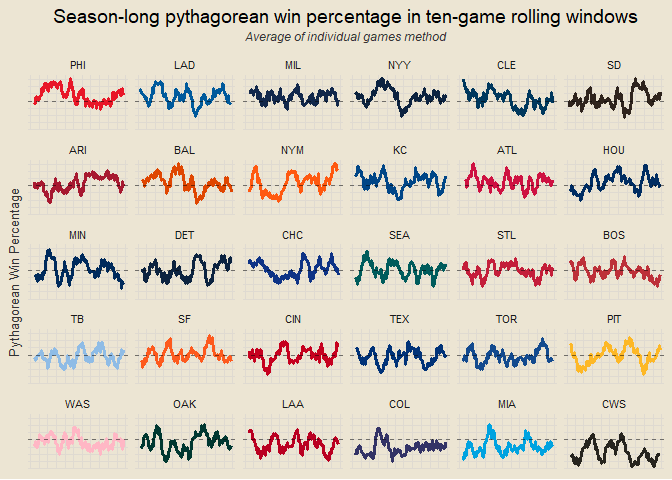 Season-long pythagorean win percentage in ten-game rolling windows
Average of individual games method
PHI LAD MIL NYY CLE SD
ARI BAL NYM KC ATL HOU
MIN DET CHC SEA STL BOS
TB SF CIN TEX TOR PIT
WAS OAK LAA COL MIA CWS
Pythagorean Win Percentage